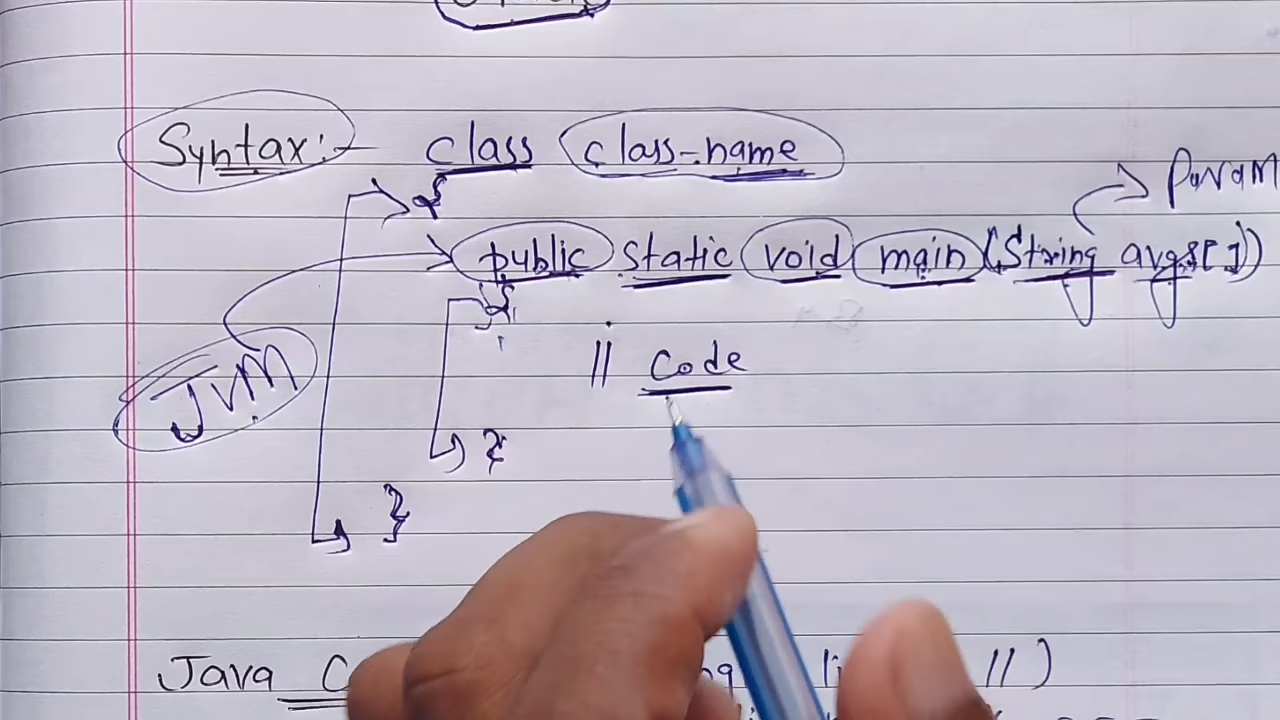 Syntax:- class class-name
{ Param
public static void main (String args[])
{
// Code
JVM
}
}
Java // )